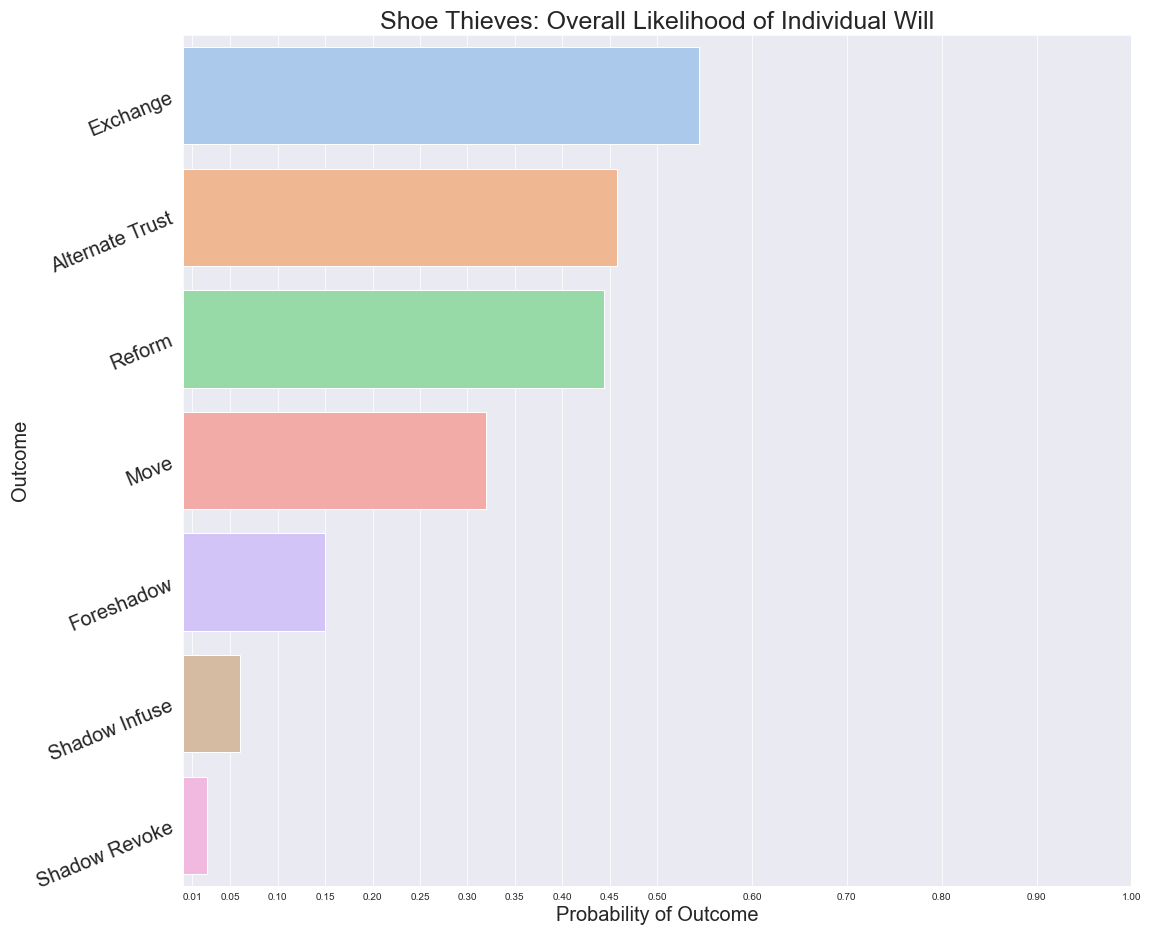 Shoe Thieves: Overall Likelihood of Individual Will
Exchange
Alternate Trust
Reform
Move
Foreshadow
Shadow Infuse
Shadow Revoke
Outcome
0.01 0.05 0.10 0.15 0.20 0.25 0.30 0.35 0.40 0.45 0.50 0.60 0.70 0.80 0.90 1.00
Probability of Outcome